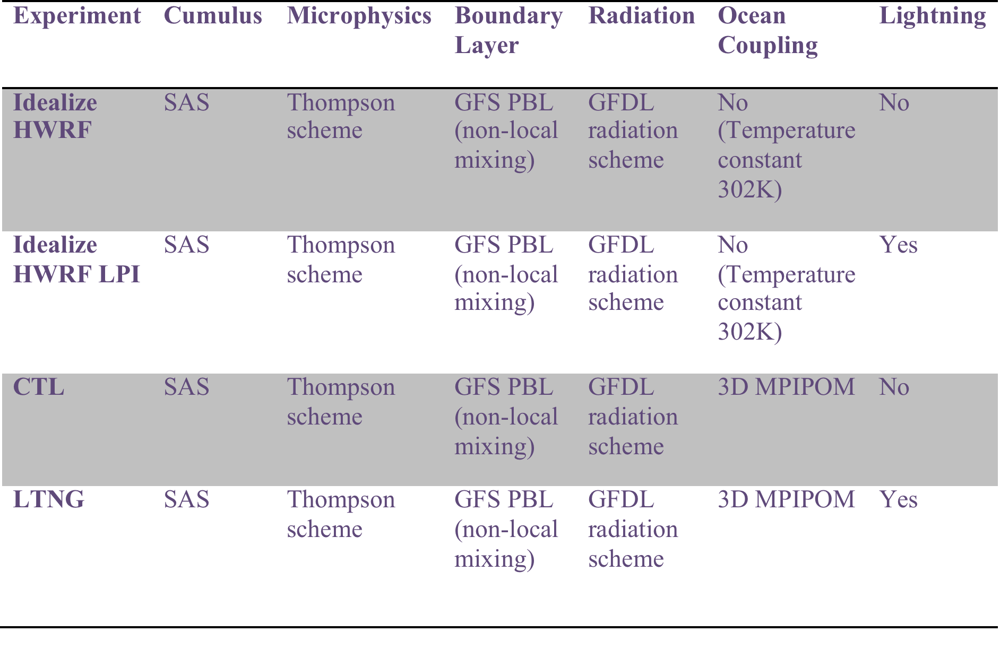 Experiment Cumulus Microphysics Boundary Radiation Ocean Lightning
Layer Coupling
Idealize SAS Thompson GFS PBL GFDL No No
HWRF scheme (non-local radiation (Temperature
mixing) scheme constant
302K)
Idealize SAS Thompson GFS PBL GFDL No Yes
HWRF LPI scheme (non-local radiation (Temperature
mixing) scheme constant
302K)
CTL SAS Thompson GFS PBL GFDL 3D MPIPOM No
scheme (non-local radiation
mixing) scheme
LTNG SAS Thompson GFS PBL GFDL 3D MPIPOM Yes
scheme (non-local radiation
mixing) scheme